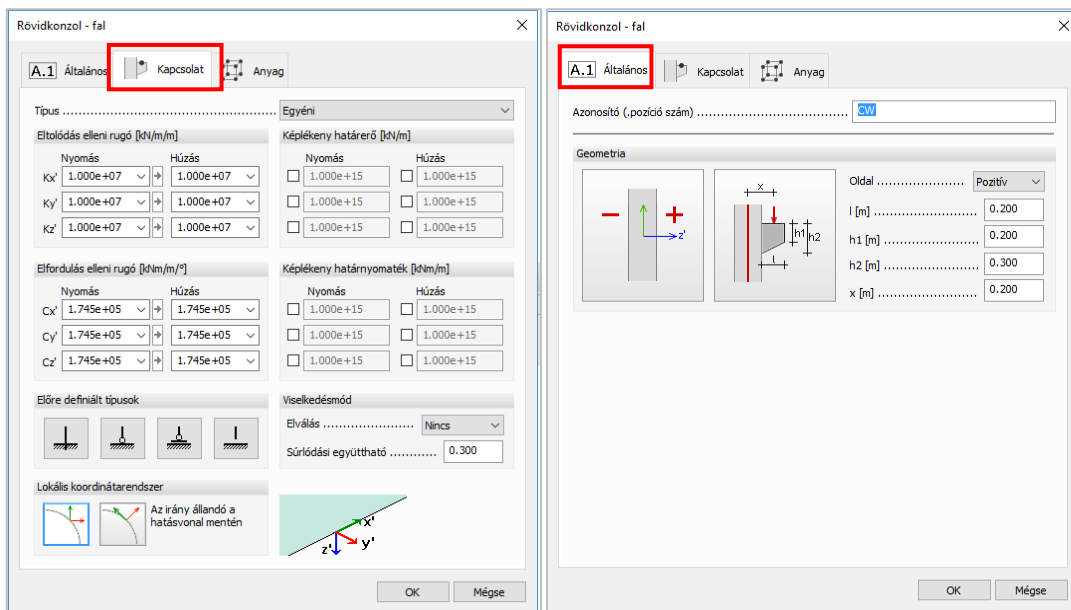 Rövidkonzol - fal
A.1 Általános Kapcsolat Anyag
Típus Egyéni
Eltolódás elleni rugó [kN/m/m]
Nyomás Húzás
Kx' 1.000e+07 1.000e+07
Ky' 1.000e+07 1.000e+07
Kz' 1.000e+07 1.000e+07
Képlékeny határerő [kN/m]
Nyomás Húzás
1.000e+15 1.000e+15
1.000e+15 1.000e+15
1.000e+15 1.000e+15
Elfordulás elleni rugó [kNm/m/°]
Nyomás Húzás
Cx' 1.745e+05 1.745e+05
Cy' 1.745e+05 1.745e+05
Cz' 1.745e+05 1.745e+05
Képlékeny határnyomaték [kNm/m]
Nyomás Húzás
1.000e+15 1.000e+15
1.000e+15 1.000e+15
1.000e+15 1.000e+15
Előre definiált típusok
Viselkedésmód
Elválás Nincs
Súrlódási együttható 0.300
Lokális koordinátarendszer
Az irány állandó a
hatásvonal mentén
x'
y'
z'
OK Mégse
Rövidkonzol - fal
A.1 Általános Kapcsolat Anyag
Azonosító (.pozíció szám) CW
Geometria
- +
z'
x
h1 h2
l
Oldal Pozitív
l [m] 0.200
h1 [m] 0.200
h2 [m] 0.300
x [m] 0.200
OK Mégse